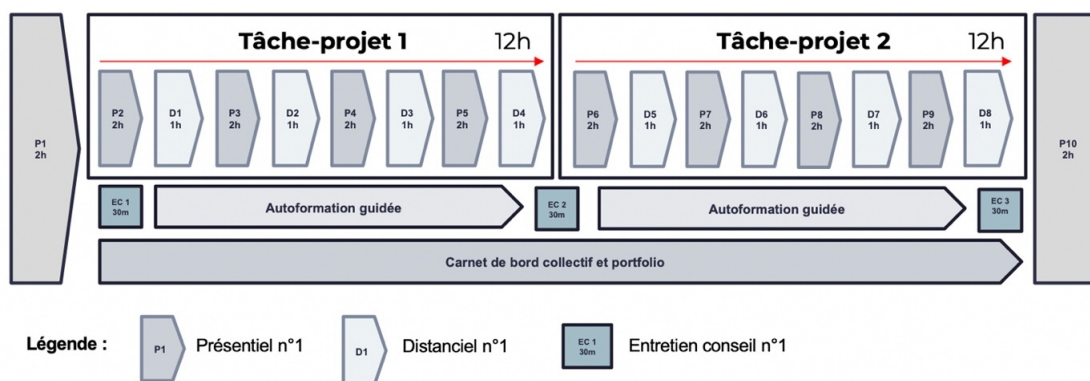 Tâche-projet 1
12h
Tâche-projet 2
12h
P1
2h
P2
2h
D1
1h
P3
2h
D2
1h
P4
2h
D3
1h
P5
2h
D4
1h
P6
2h
D5
1h
P7
2h
D6
1h
P8
2h
D7
1h
P9
2h
D8
1h
P10
2h
EC 1
30m
Autoformation guidée
EC 2
30m
Autoformation guidée
EC 3
30m
Carnet de bord collectif et portfolio
Légende :
P1
Présentiel n°1
D1
Distanciel n°1
EC 1
30m
Entretien conseil n°1